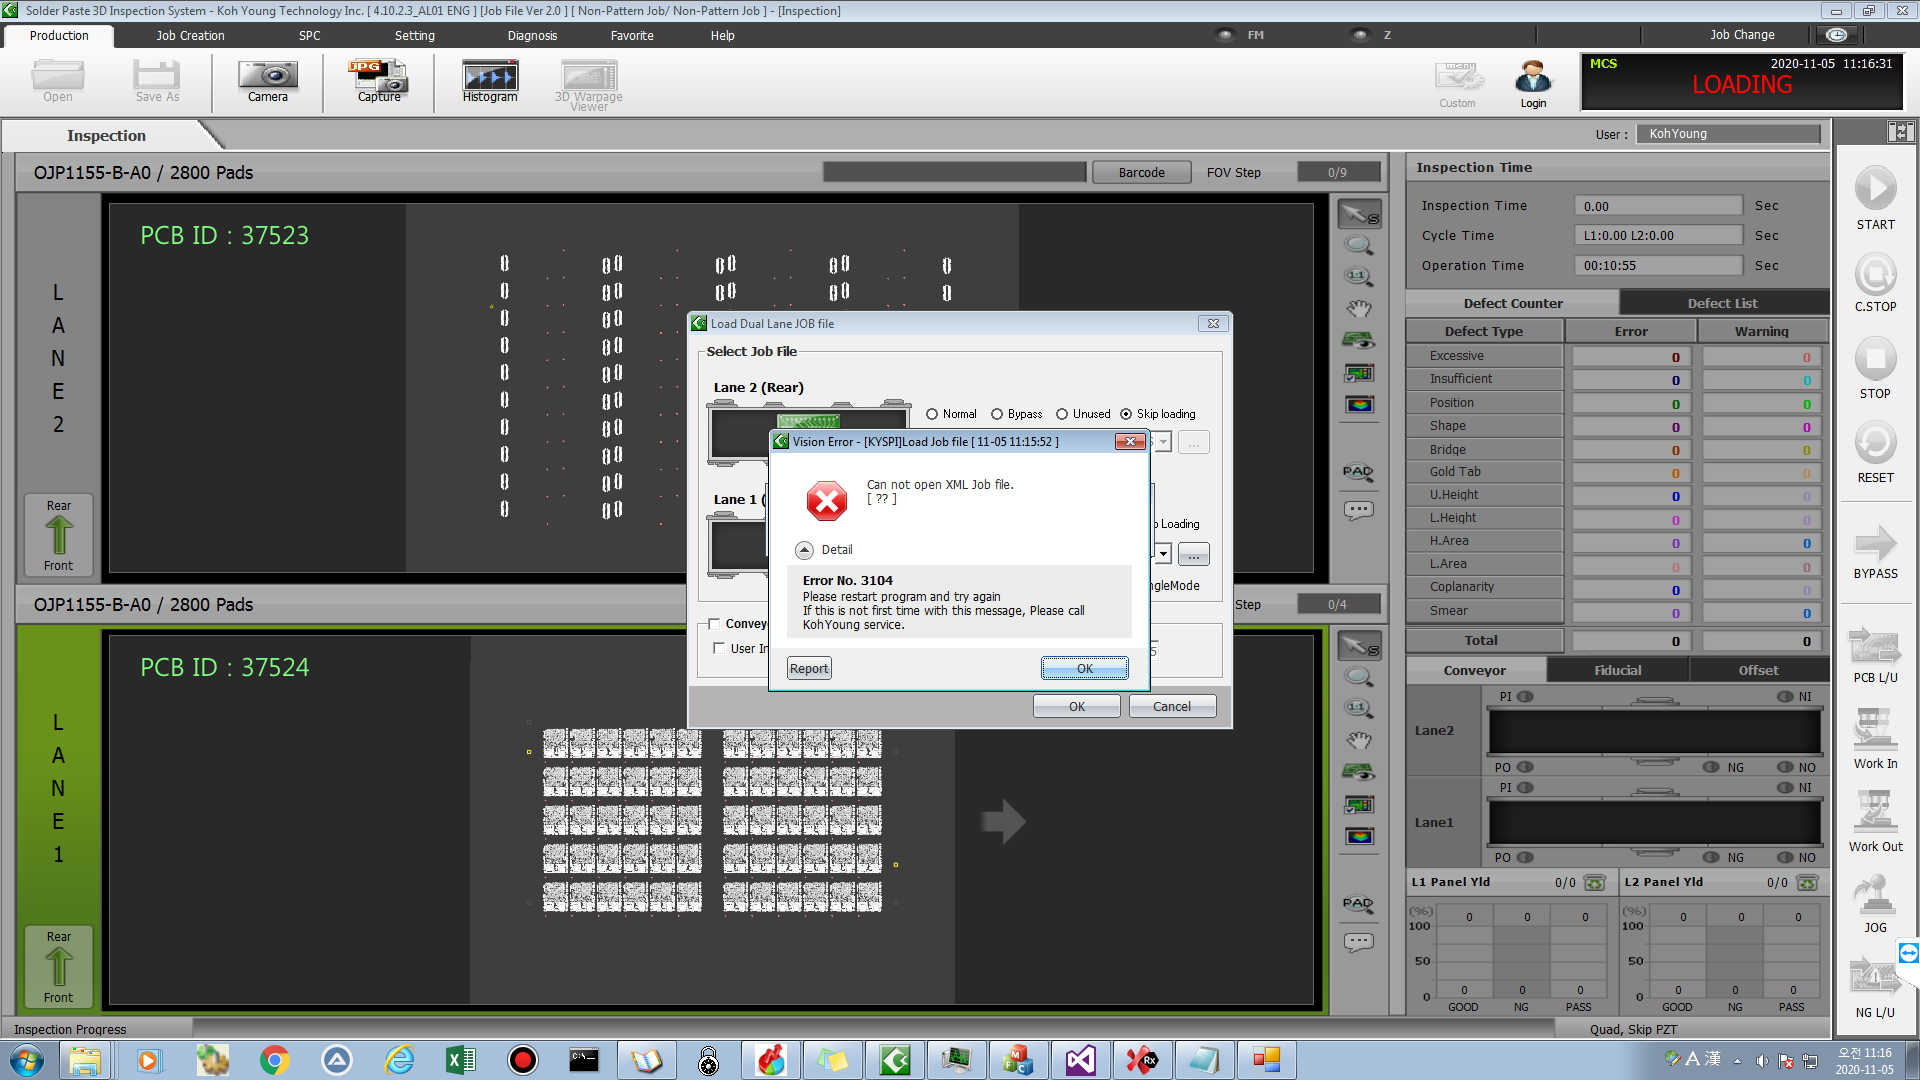 Solder Paste 3D Inspection System - Koh Young Technology Inc. [ 4.10.2.3_AL01 ENG ] [Job File Ver 2.0 ] [ Non-Pattern Job/ Non-Pattern Job ] - [Inspection]
Production Job Creation SPC Setting Diagnosis Favorite Help FM Z Job Change
Open Save As Camera JPG Capture Histogram 3D Warpage Viewer Custom Login
MCS 2020-11-05 11:16:31
LOADING
Inspection
User : KohYoung
OJP1155-B-A0 / 2800 Pads Barcode FOV Step 0/9
PCB ID : 37523
LANE2
Rear
Front
S
1:1
PAD
Inspection Time
Inspection Time 0.00 Sec
Cycle Time L1:0.00 L2:0.00 Sec
Operation Time 00:10:55 Sec
Defect Counter Defect List
Defect Type Error Warning
Excessive 0 0
Insufficient 0 0
Position 0 0
Shape 0 0
Bridge 0 0
Gold Tab 0 0
U.Height 0 0
L.Height 0 0
H.Area 0 0
L.Area 0 0
Coplanarity 0 0
Smear 0 0
Total 0 0
Conveyor Fiducial Offset
PI NI
Lane2
PO NG NO
PI NI
Lane1
PO NG NO
L1 Panel Yld 0/0 L2 Panel Yld 0/0
(%) 0 0 0 (%) 0 0 0
100 100
50 50
0 0 0 0 0 0 0 0
GOOD NG PASS GOOD NG PASS
START
C.STOP
STOP
RESET
BYPASS
PCB L/U
Work In
Work Out
JOG
NG L/U
Load Dual Lane JOB file
Select Job File
Lane 2 (Rear)
Normal Bypass Unused Skip loading
...
Lane 1 (
p Loading
...
ngleMode
Convey
User In
5
OK Cancel
Vision Error - [KYSPI]Load Job file [ 11-05 11:15:52 ]
Can not open XML Job file.
[ ?? ]
Detail
Error No. 3104
Please restart program and try again
If this is not first time with this message, Please call
KohYoung service.
Report OK
OJP1155-B-A0 / 2800 Pads Step 0/4
PCB ID : 37524
LANE1
Rear
Front
S
1:1
PAD
Inspection Progress Quad, Skip PZT
A 漢 오전 11:16
2020-11-05